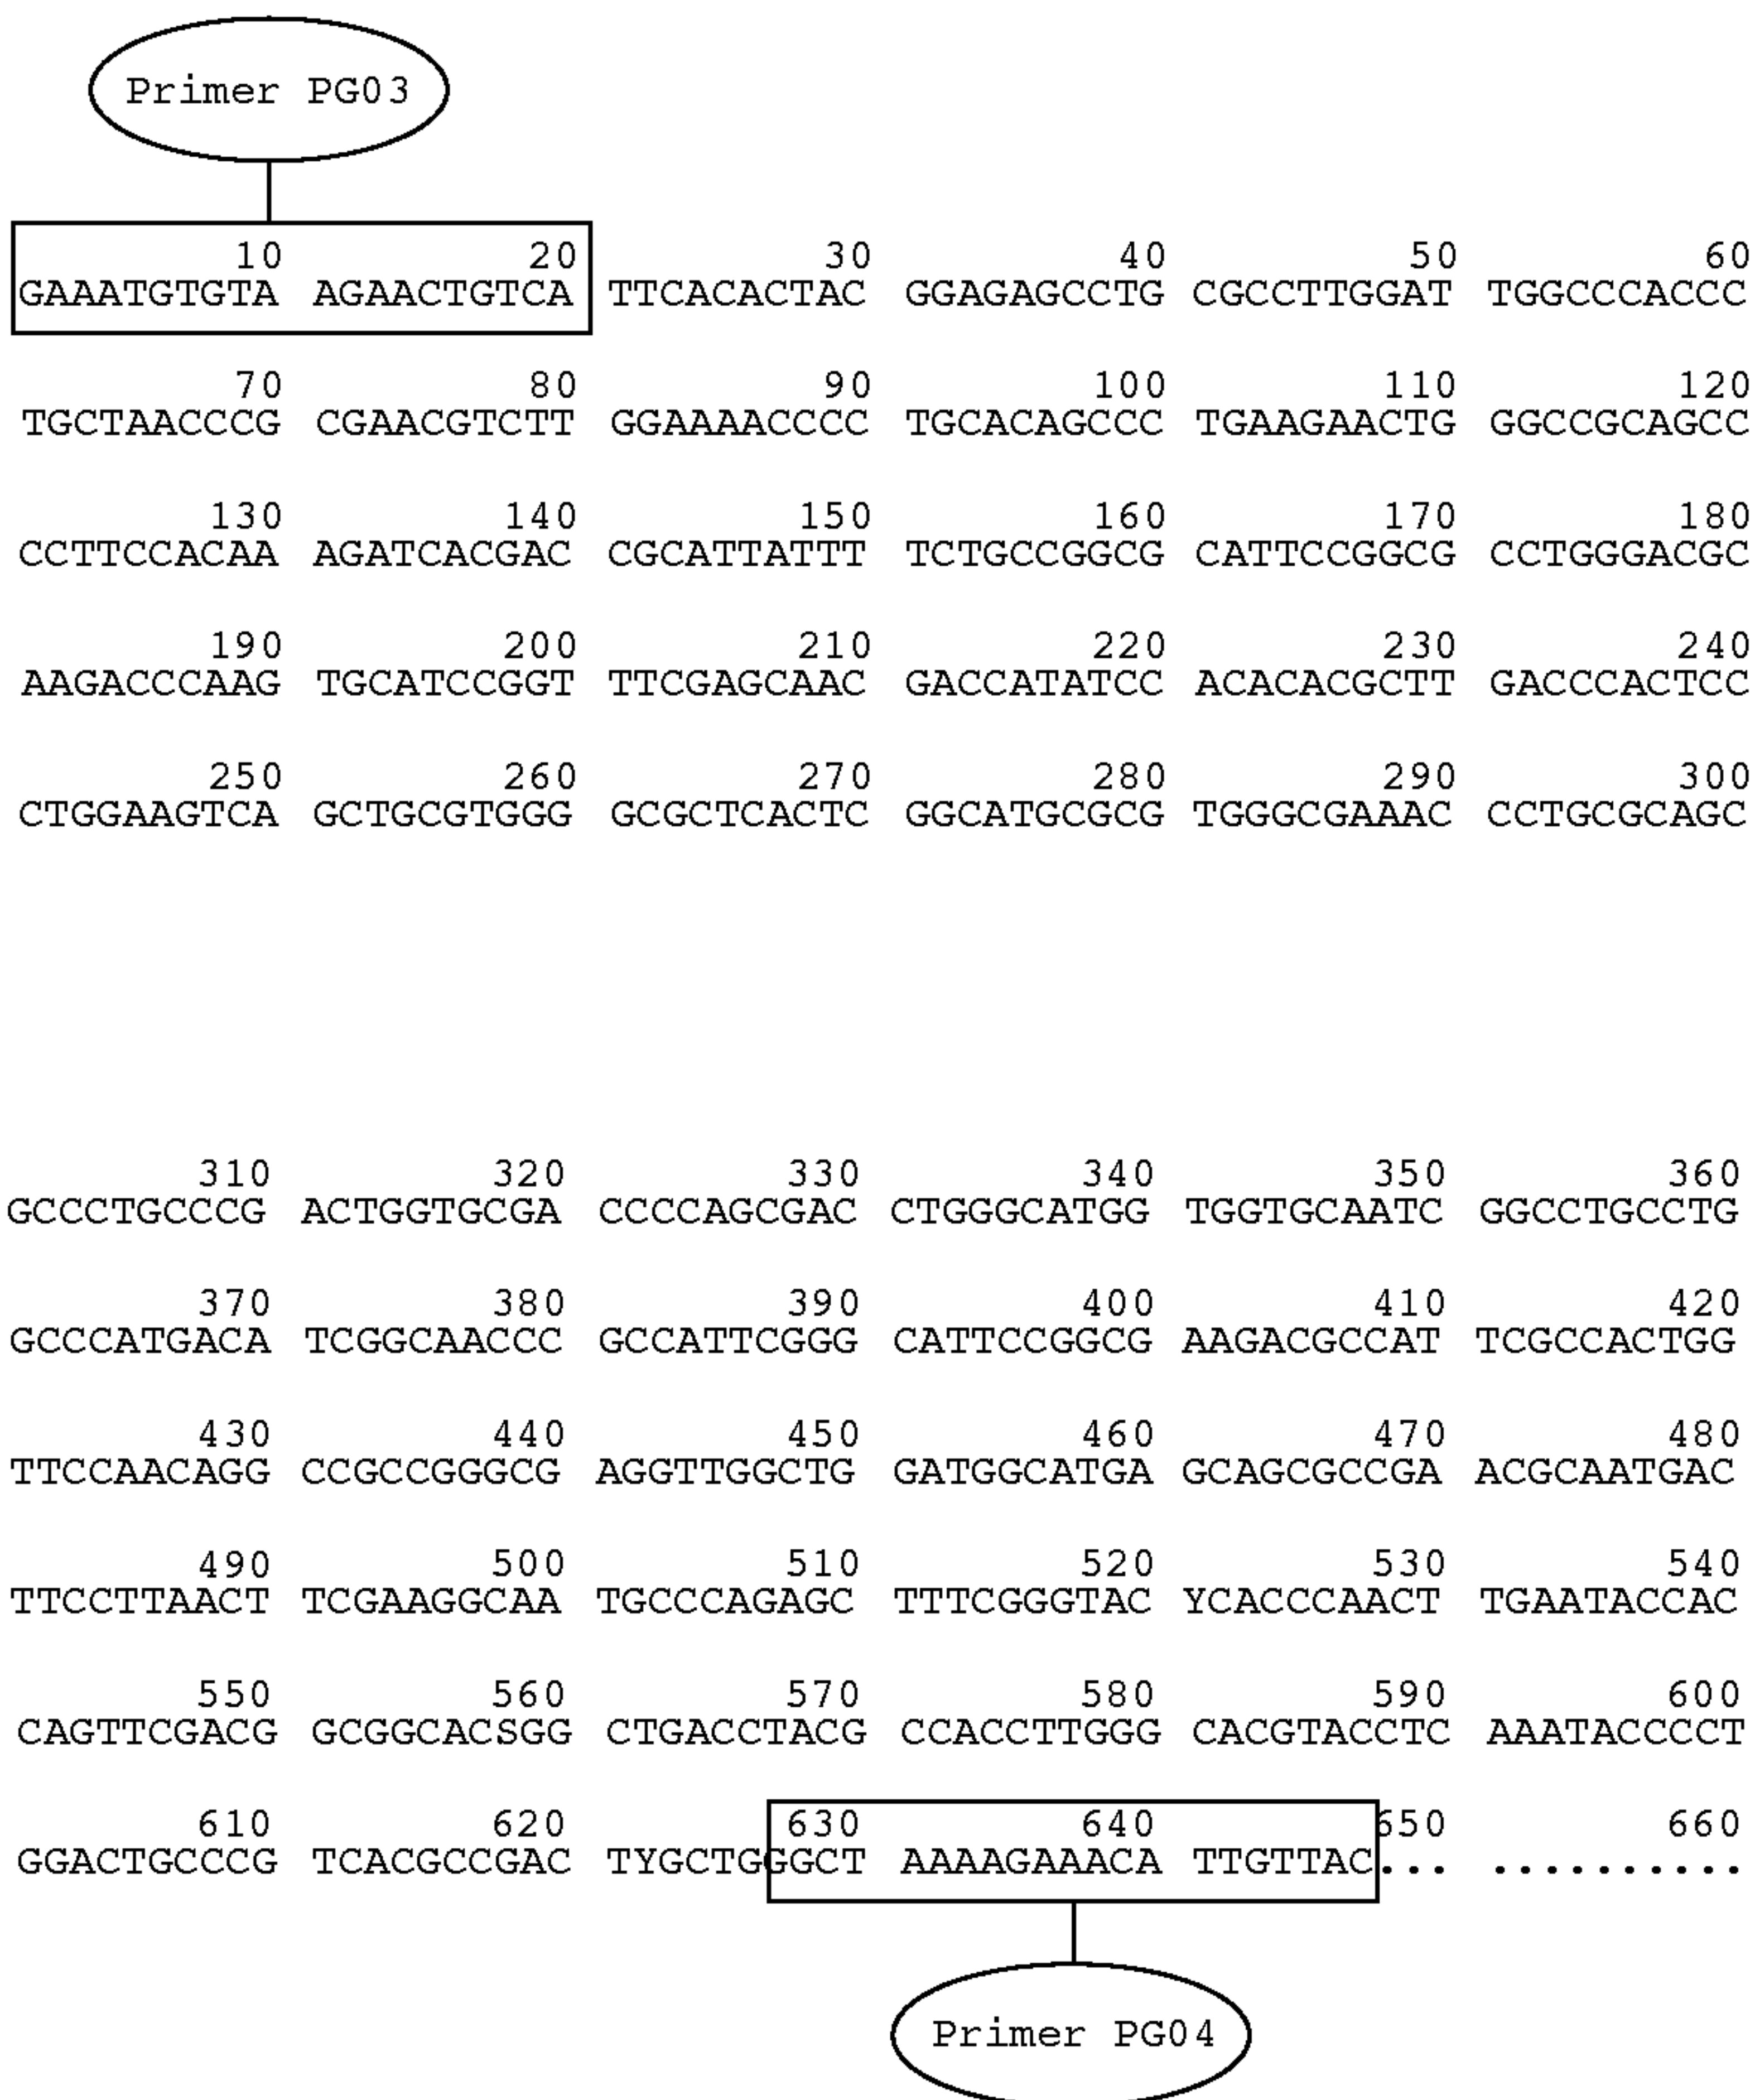 Primer PG03
10 20 30 40 50 60
GAAATGTGTA AGAACTGTCA TTCACACTAC GGAGAGCCTG CGCCTTGGAT TGGCCCACCC
70 80 90 100 110 120
TGCTAACCCG CGAACGTCTT GGAAAACCCC TGCACAGCCC TGAAGAACTG GGCCGCAGCC
130 140 150 160 170 180
CCTTCCACAA AGATCACGAC CGCATTATTT TCTGCCGGCG CATTCCGGCG CCTGGGACGC
190 200 210 220 230 240
AAGACCCAAG TGCATCCGGT TTCGAGCAAC GACCATATCC ACACACGCTT GACCCACTCC
250 260 270 280 290 300
CTGGAAGTCA GCTGCGTGGG GCGCTCACTC GGCATGCGCG TGGGCGAAAC CCTGCGCAGC
310 320 330 340 350 360
GCCCTGCCCG ACTGGTGCGA CCCCAGCGAC CTGGGCATGG TGGTGCAATC GGCCTGCCTG
370 380 390 400 410 420
GCCCATGACA TCGGCAACCC GCCATTCGGG CATTCCGGCG AAGACGCCAT TCGCCACTGG
430 440 450 460 470 480
TTCCAACAGG CCGCCGGGCG AGGTTGGCTG GATGGCATGA GCAGCGCCGA ACGCAATGAC
490 500 510 520 530 540
TTCCTTAACT TCGAAGGCAA TGCCCAGAGC TTTCGGGTAC YCACCCAACT TGAATACCAC
550 560 570 580 590 600
CAGTTCGACG GCGGCACSGG CTGACCTACG CCACCTTGGG CACGTACCTC AAATACCCCT
610 620 630 640 650 660
GGACTGCCCG TCACGCCGAC TYGCTGGGCT AAAAGAAACA TTGTTAC... ..........
Primer PG04